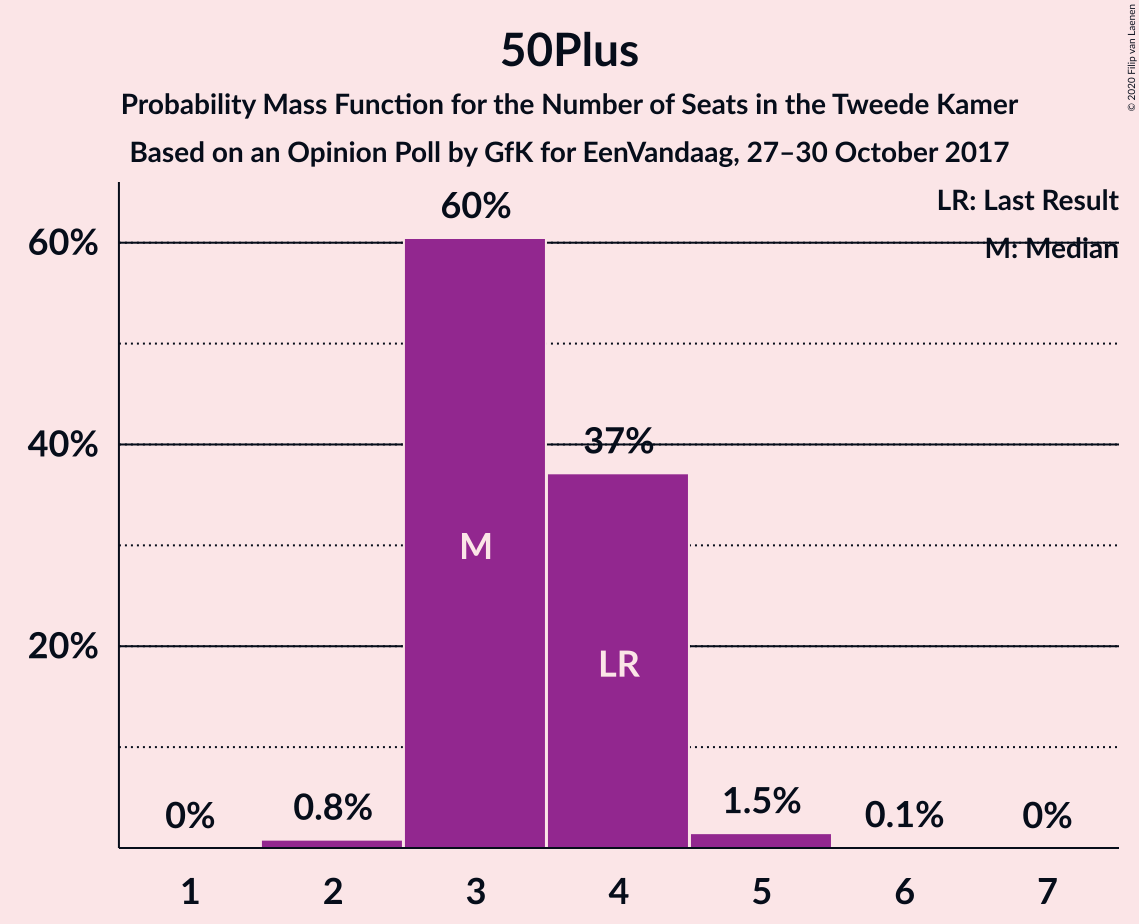 50Plus
Probability Mass Function for the Number of Seats in the Tweede Kamer
Based on an Opinion Poll by GfK for EenVandaag, 27–30 October 2017
© 2020 Filip van Laenen
LR: Last Result
M: Median
60%
40%
20%
0%
0.8%
60%
37%
1.5%
0.1%
0%
M
LR
1
2
3
4
5
6
7